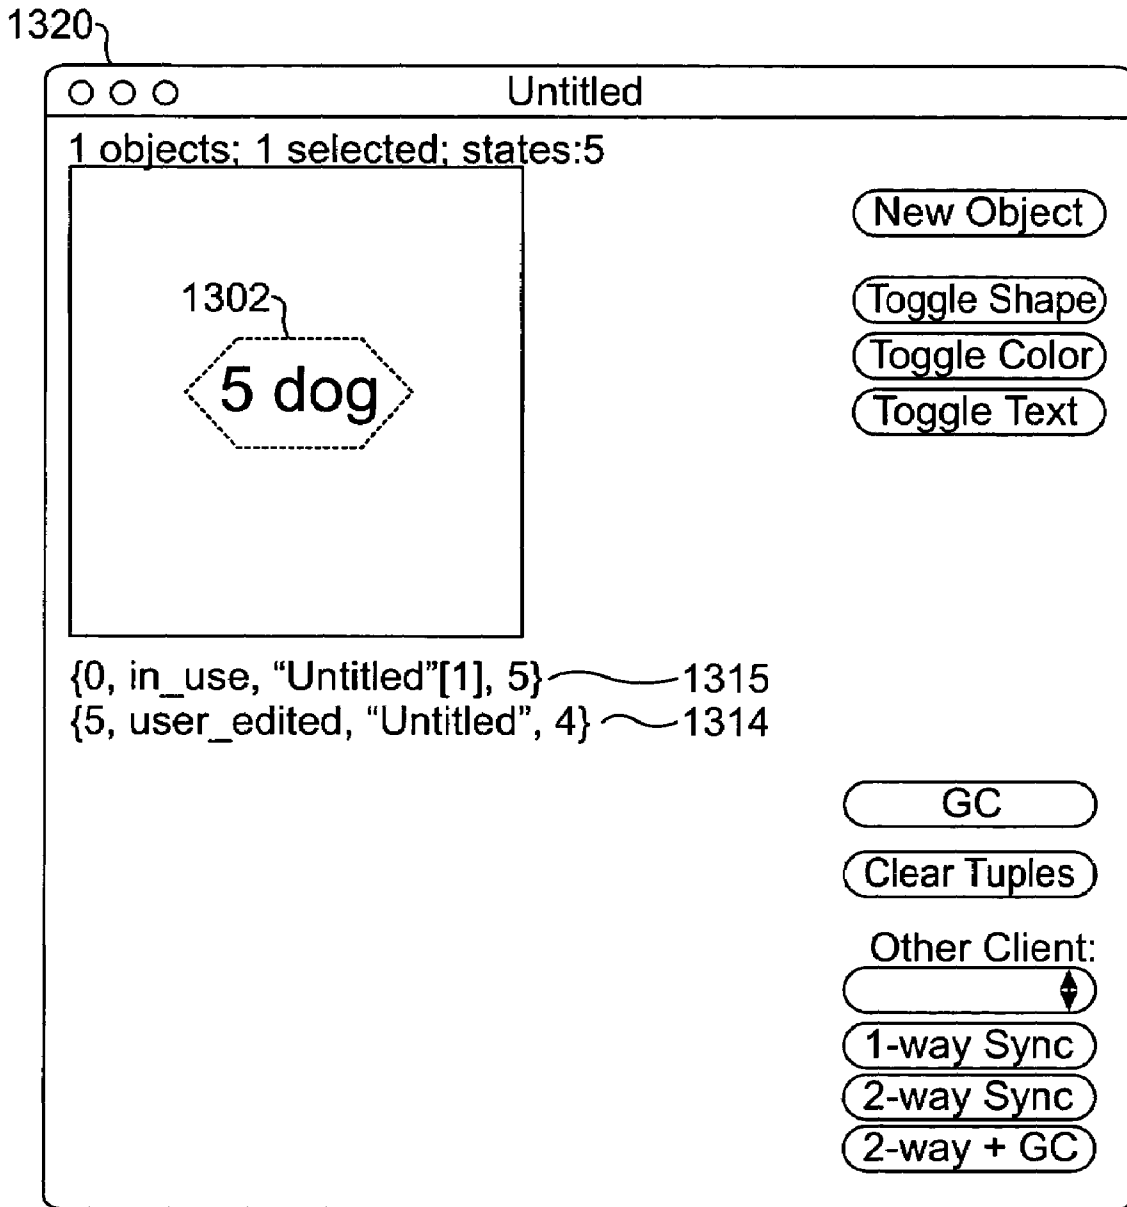 1320
Untitled
1 objects; 1 selected; states:5
New Object
1302
Toggle Shape
5 dog
Toggle Color
Toggle Text
{0, in_use, “Untitled”[1], 5} 1315
{5, user_edited, “Untitled”, 4} 1314
GC
Clear Tuples
Other Client:
1-way Sync
2-way Sync
2-way + GC